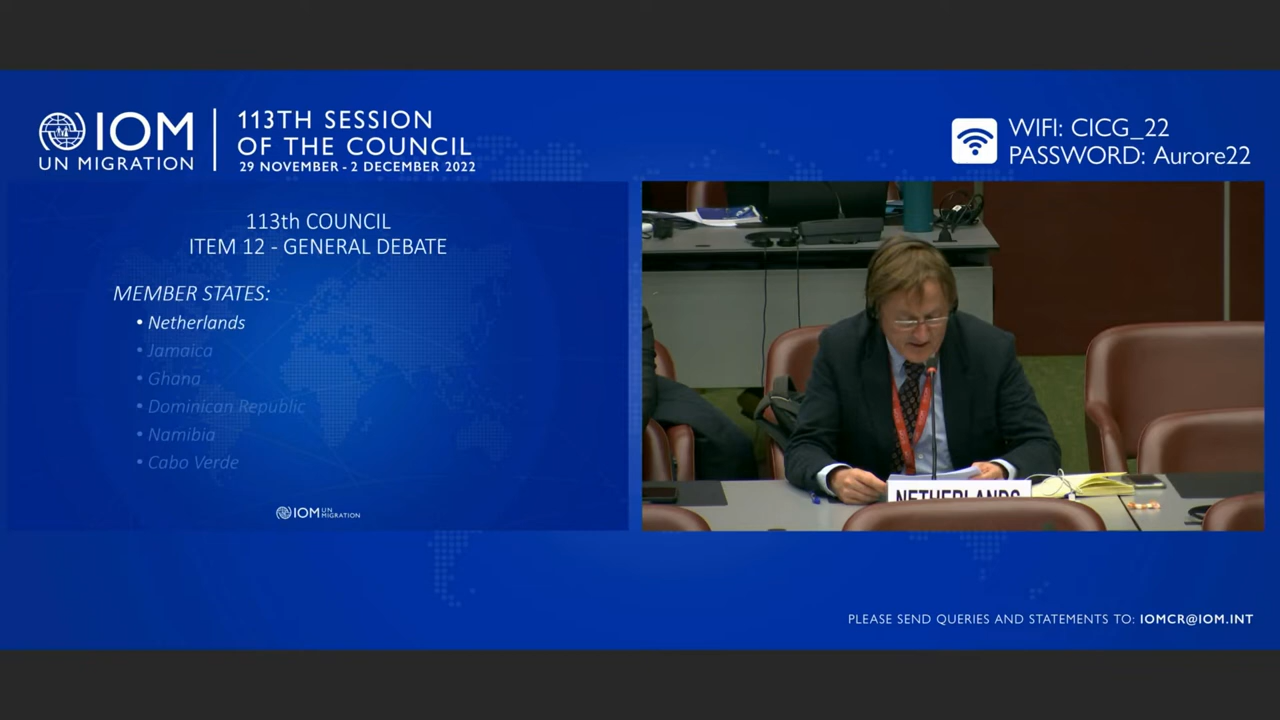 IOM
UN MIGRATION
113TH SESSION
OF THE COUNCIL
29 NOVEMBER - 2 DECEMBER 2022
WIFI: CICG_22
PASSWORD: Aurore22
113th COUNCIL
ITEM 12 - GENERAL DEBATE
MEMBER STATES:
• Netherlands
• Jamaica
• Ghana
• Dominican Republic
• Namibia
• Cabo Verde
IOM UN MIGRATION
NETHERLANDS
PLEASE SEND QUERIES AND STATEMENTS TO: IOMCR@IOM.INT